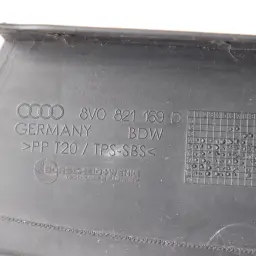 8V0 821 169 D
GERMANY BDW
>PP T20 / TPS-SBS<